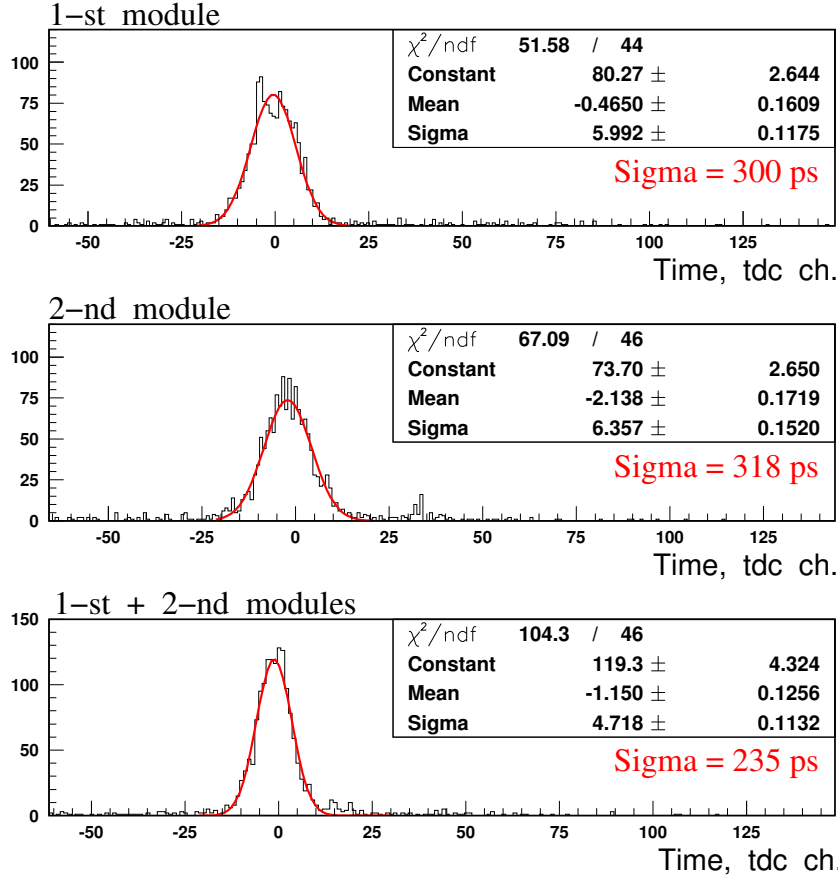 1−st module
χ²/ndf 51.58 / 44
Constant 80.27 ± 2.644
Mean -0.4650 ± 0.1609
Sigma 5.992 ± 0.1175
Sigma = 300 ps
100
75
50
25
0
-50 -25 0 25 50 75 100 125
Time, tdc ch.
2−nd module
χ²/ndf 67.09 / 46
Constant 73.70 ± 2.650
Mean -2.138 ± 0.1719
Sigma 6.357 ± 0.1520
Sigma = 318 ps
100
75
50
25
0
-50 -25 0 25 50 75 100 125
Time, tdc ch.
1−st + 2−nd modules
χ²/ndf 104.3 / 46
Constant 119.3 ± 4.324
Mean -1.150 ± 0.1256
Sigma 4.718 ± 0.1132
Sigma = 235 ps
150
100
50
0
-50 -25 0 25 50 75 100 125
Time, tdc ch.